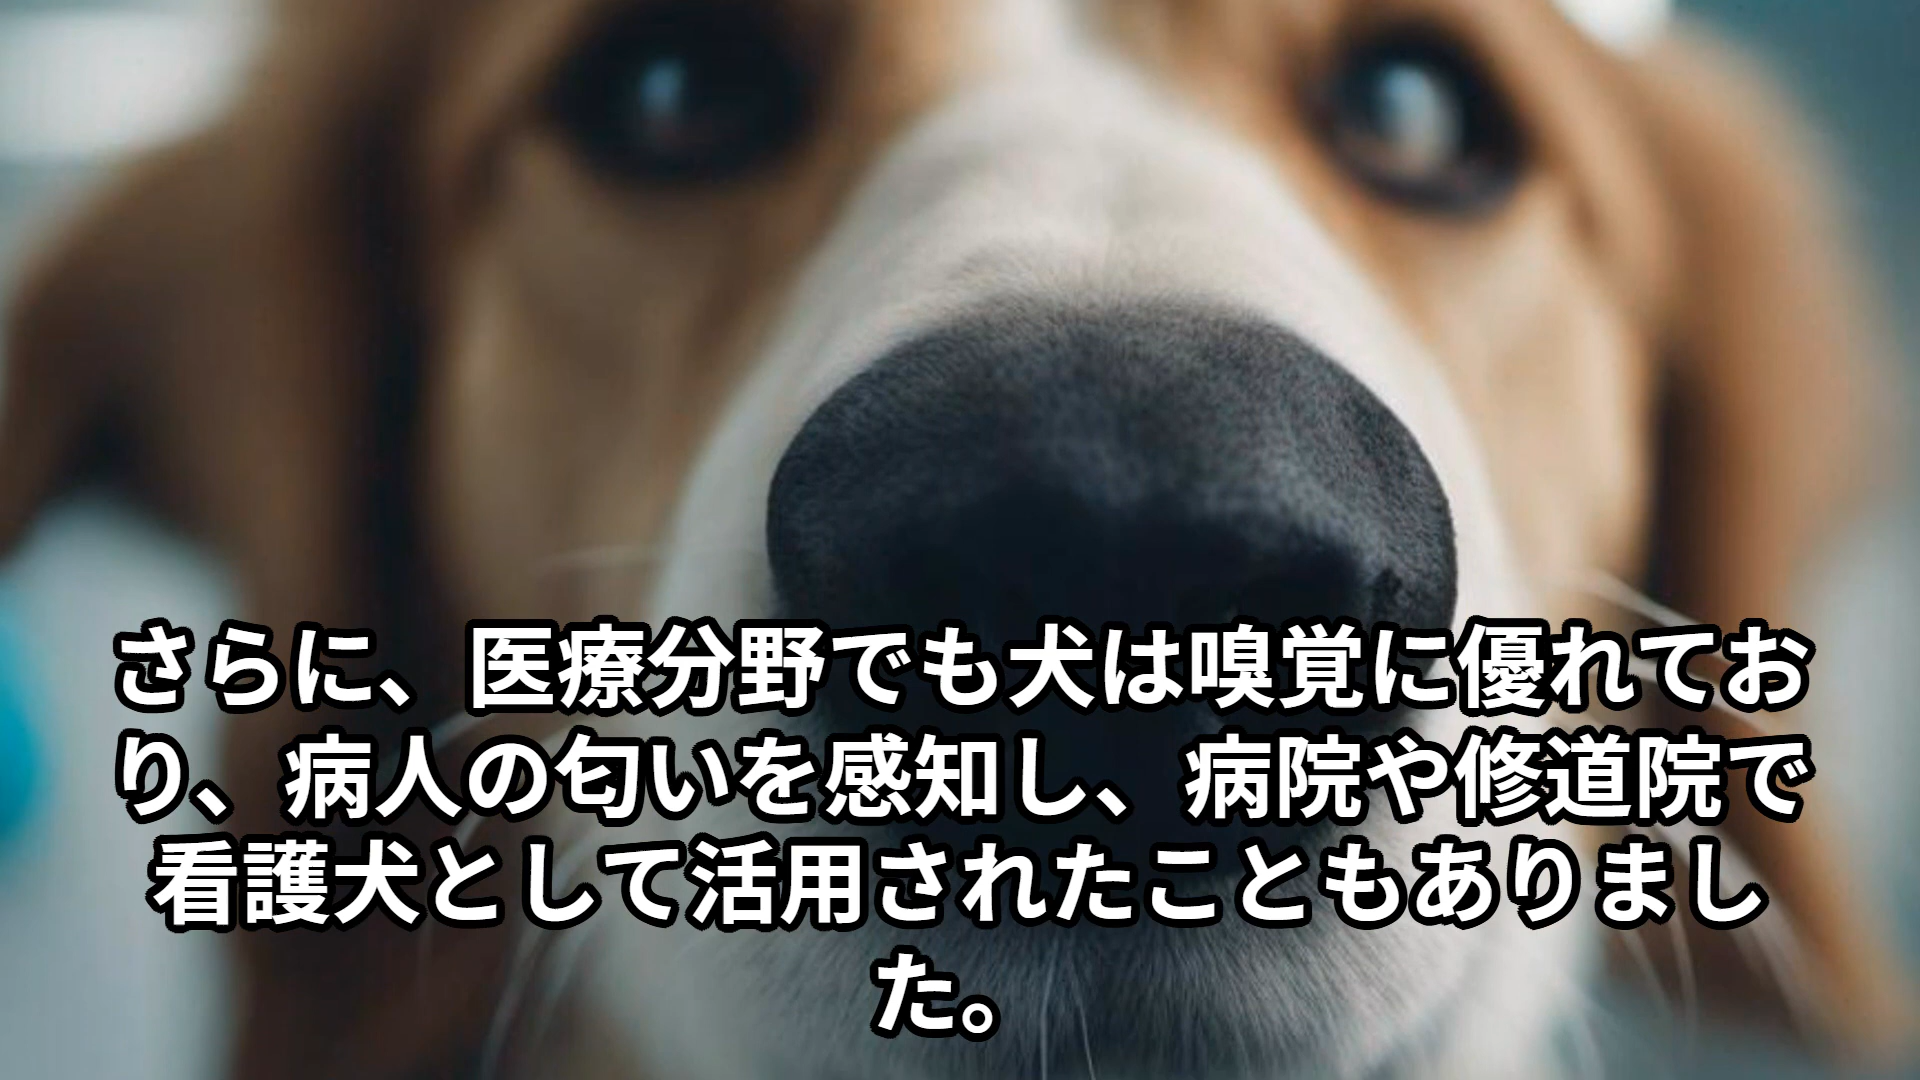 さらに、医療分野でも犬は嗅覚に優れてお
り、病人の匂いを感知し、病院や修道院で
看護犬として活用されたこともありまし
た。